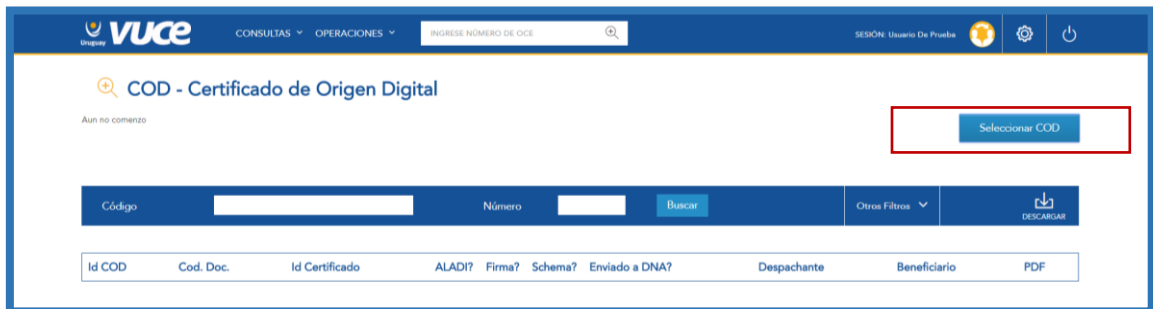 Uruguay VUCE CONSULTAS OPERACIONES INGRESE NÚMERO DE OCE SESIÓN: Usuario De Prueba
COD - Certificado de Origen Digital
Aun no comenzo
Seleccionar COD
Código Número Buscar Otros Filtros DESCARGAR
Id COD Cod. Doc. Id Certificado ALADI? Firma? Schema? Enviado a DNA? Despachante Beneficiario PDF